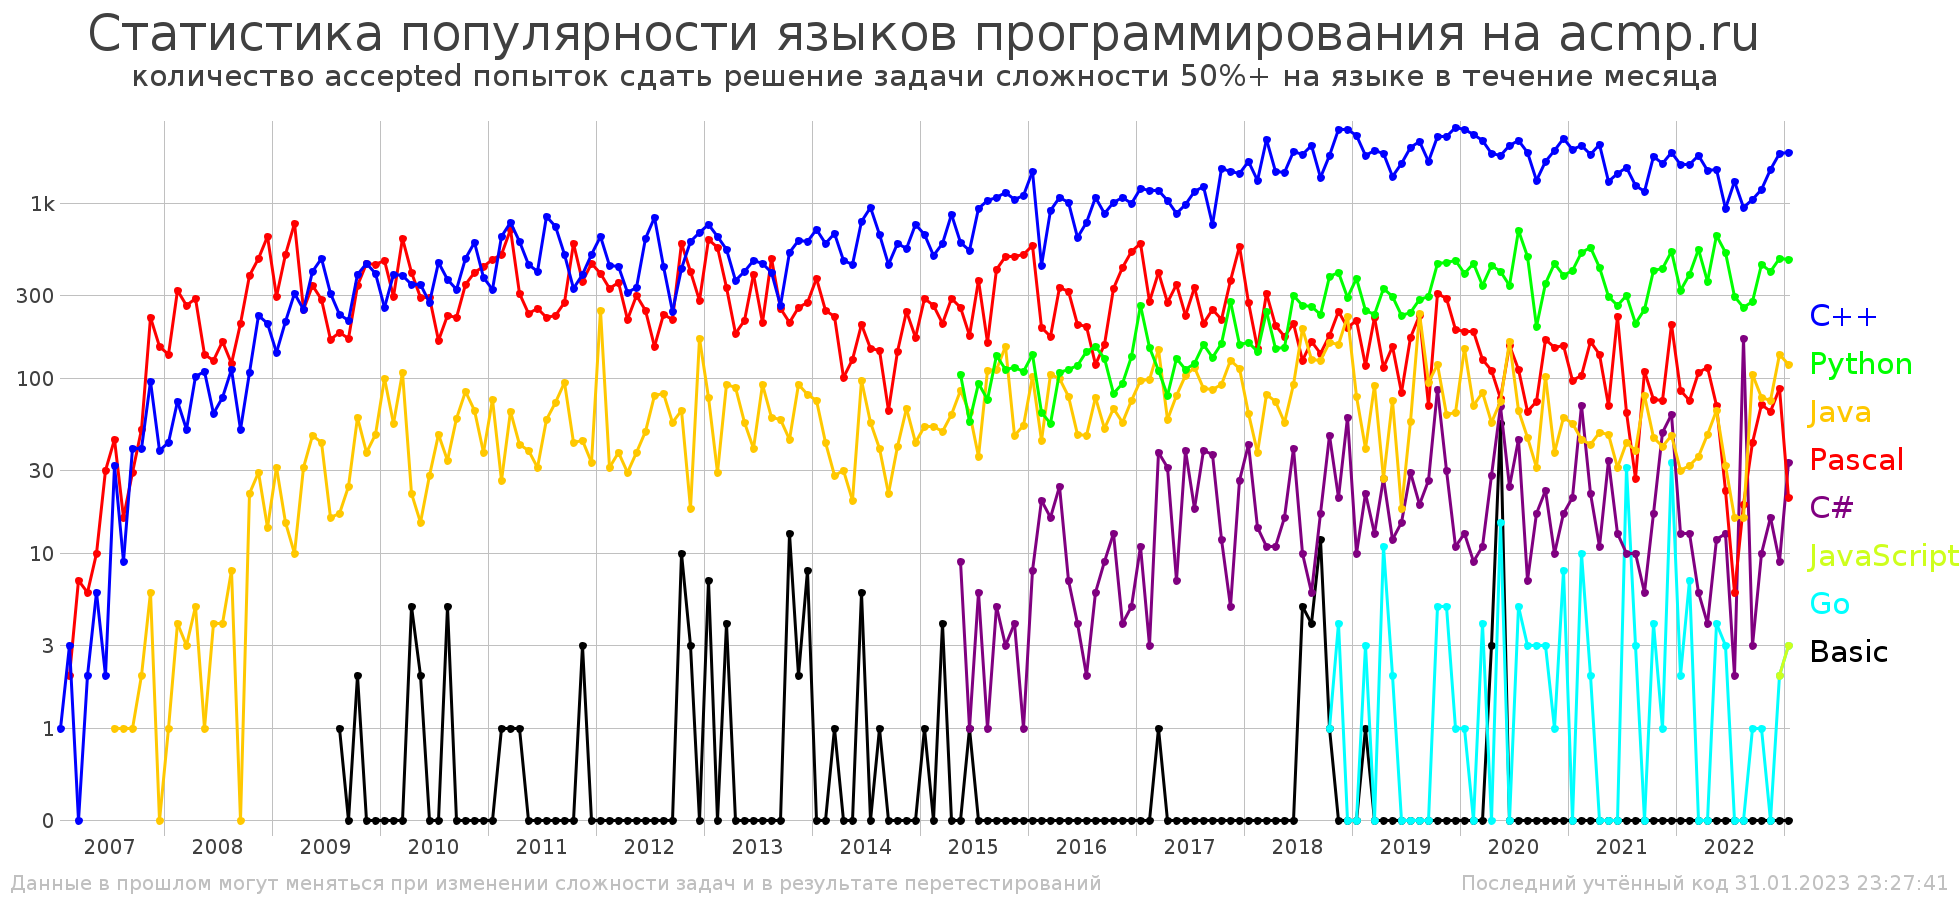 Статистика популярности языков программирования на acmp.ru
количество accepted попыток сдать решение задачи сложности 50%+ на языке в течение месяца
1k
300
100
30
10
3
1
0
C++
Python
Java
Pascal
C#
JavaScript
Go
Basic
2007 2008 2009 2010 2011 2012 2013 2014 2015 2016 2017 2018 2019 2020 2021 2022
Данные в прошлом могут меняться при изменении сложности задач и в результате перетестирований
Последний учтённый код 31.01.2023 23:27:41